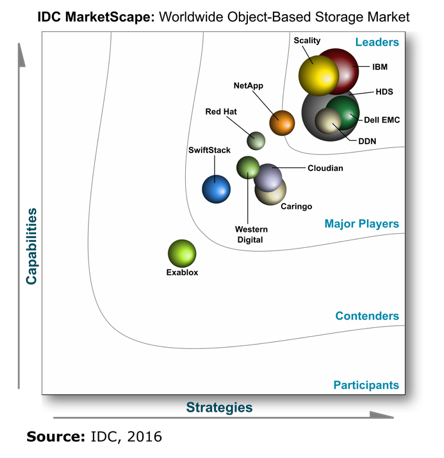 IDC MarketScape: Worldwide Object-Based Storage Market
Leaders
Scality
IBM
NetApp
HDS
Red Hat
Dell EMC
DDN
SwiftStack
Cloudian
Caringo
Major Players
Western
Digital
Exablox
Capabilities
Contenders
Participants
Strategies
Source: IDC, 2016